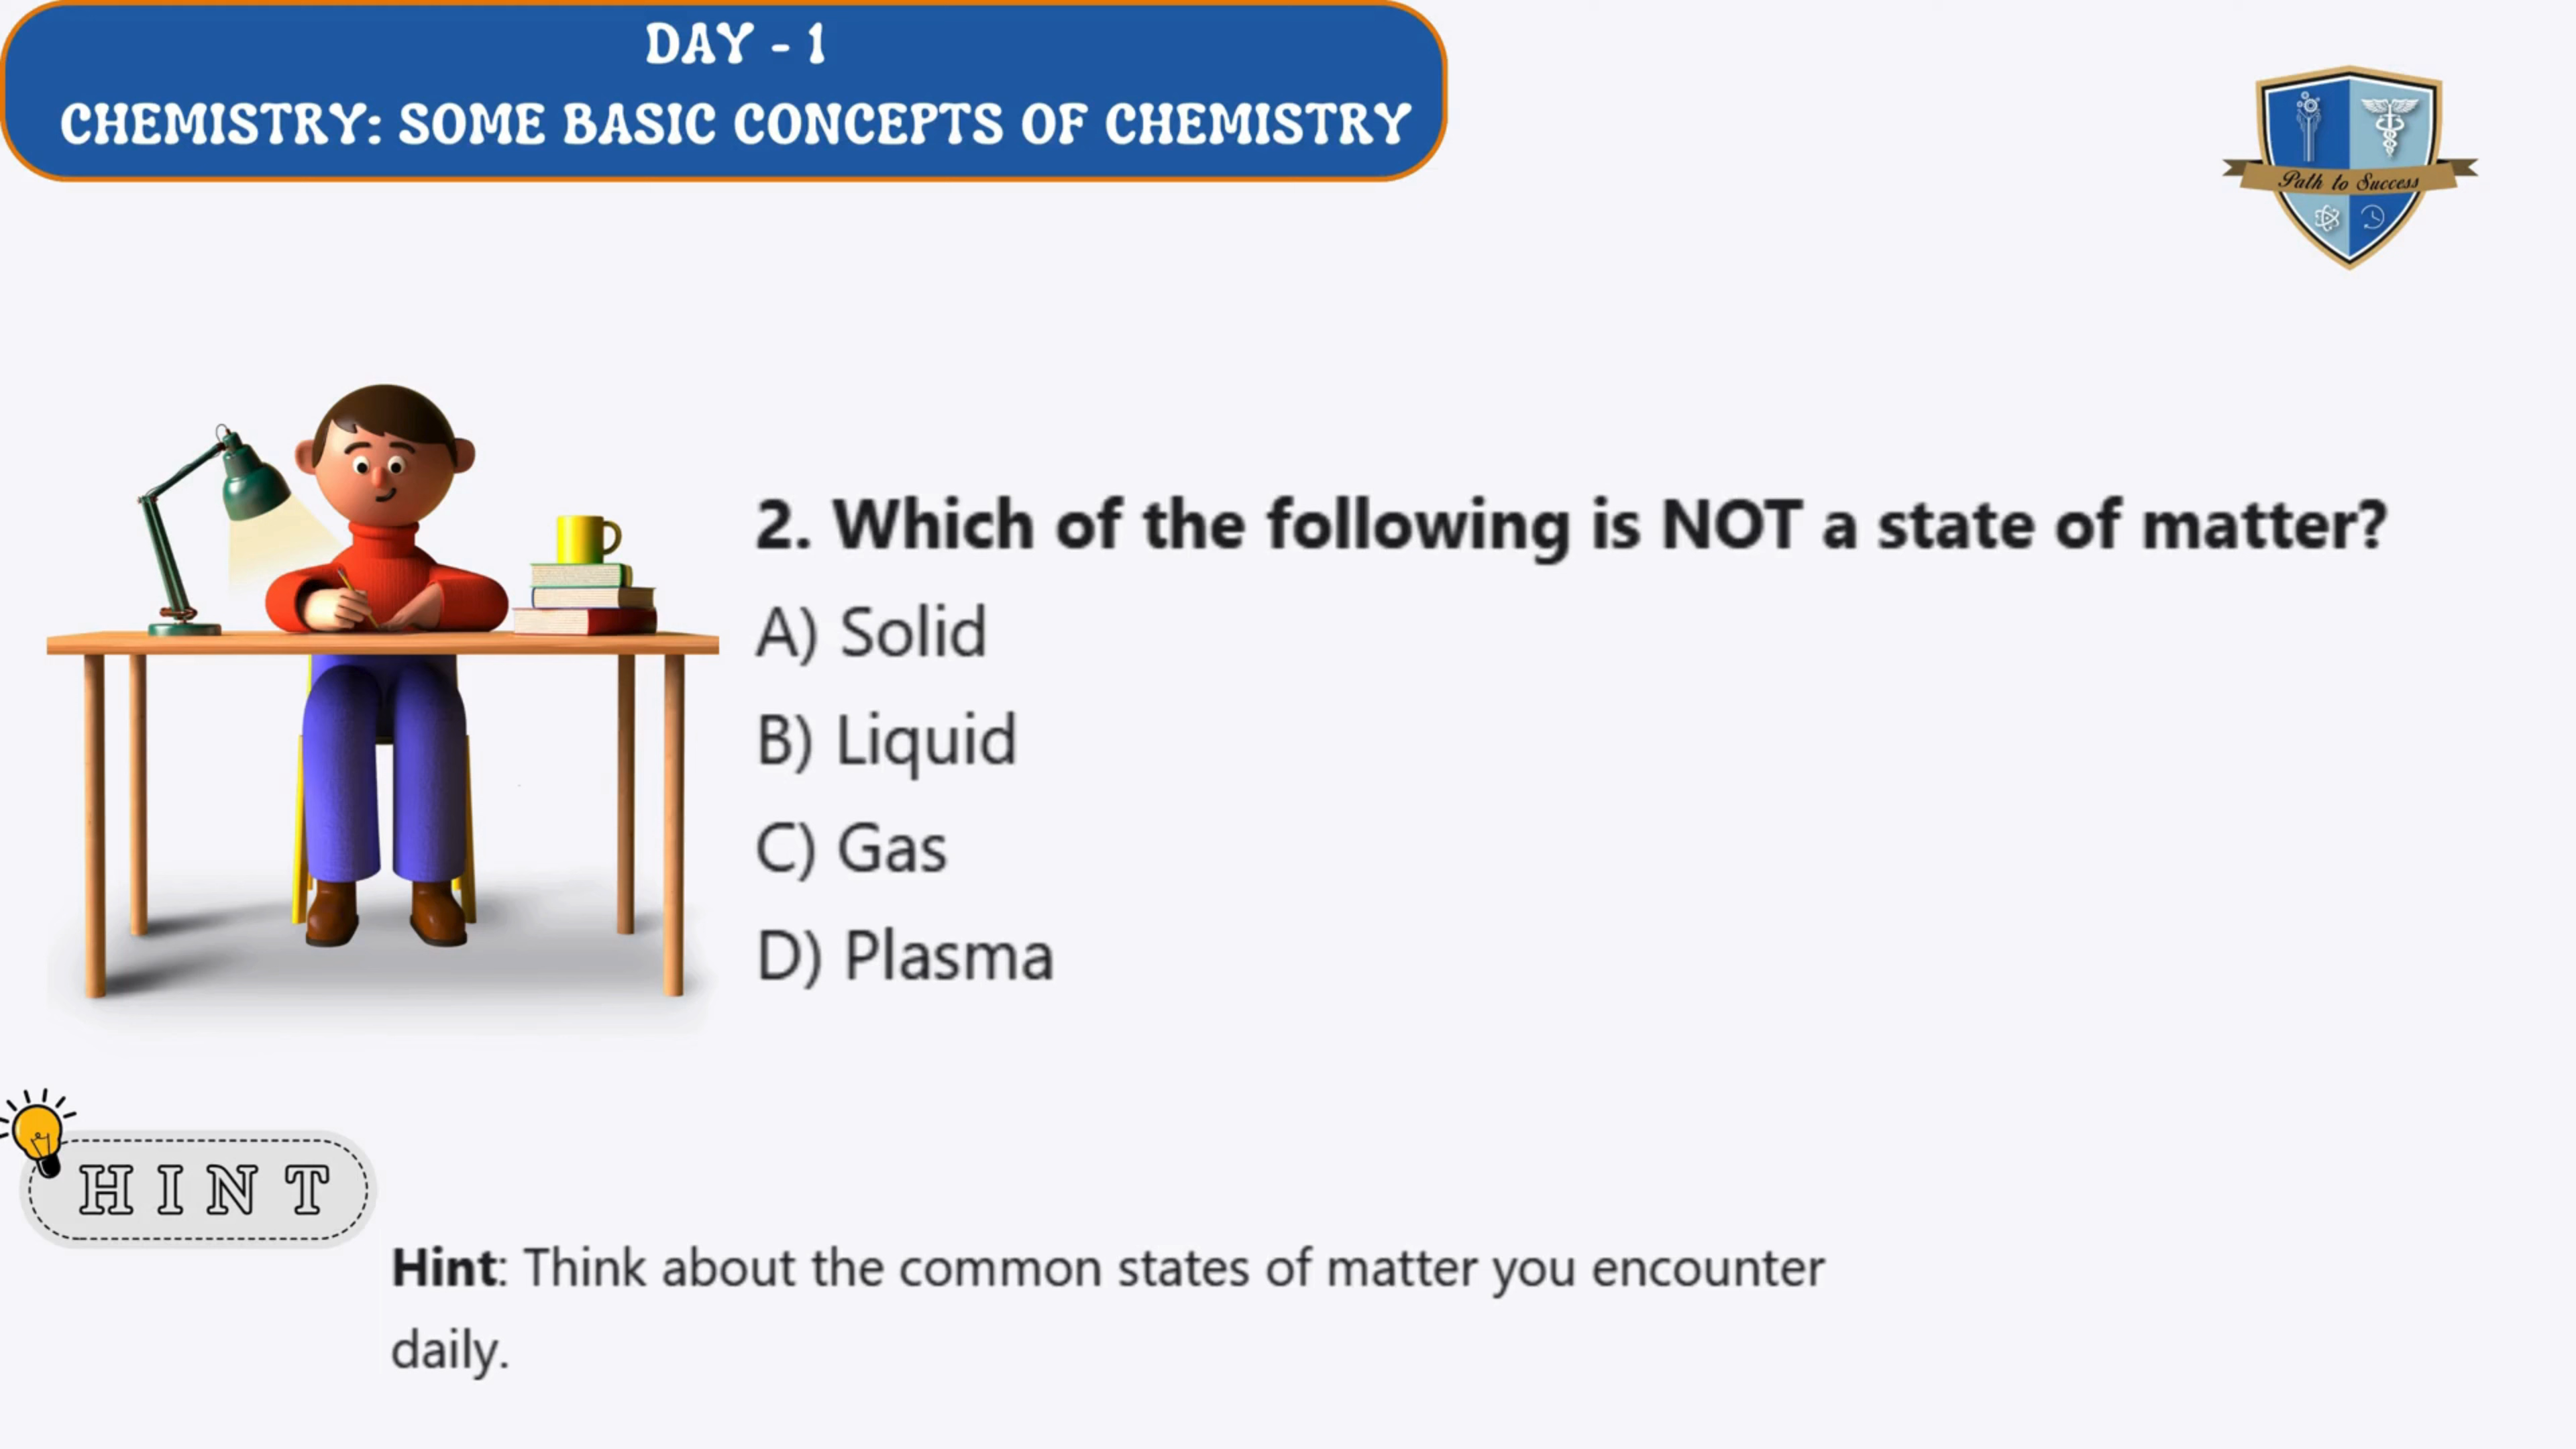 DAY - 1
CHEMISTRY: SOME BASIC CONCEPTS OF CHEMISTRY
Path to Success
2. Which of the following is NOT a state of matter?
A) Solid
B) Liquid
C) Gas
D) Plasma
HINT
Hint: Think about the common states of matter you encounter
daily.